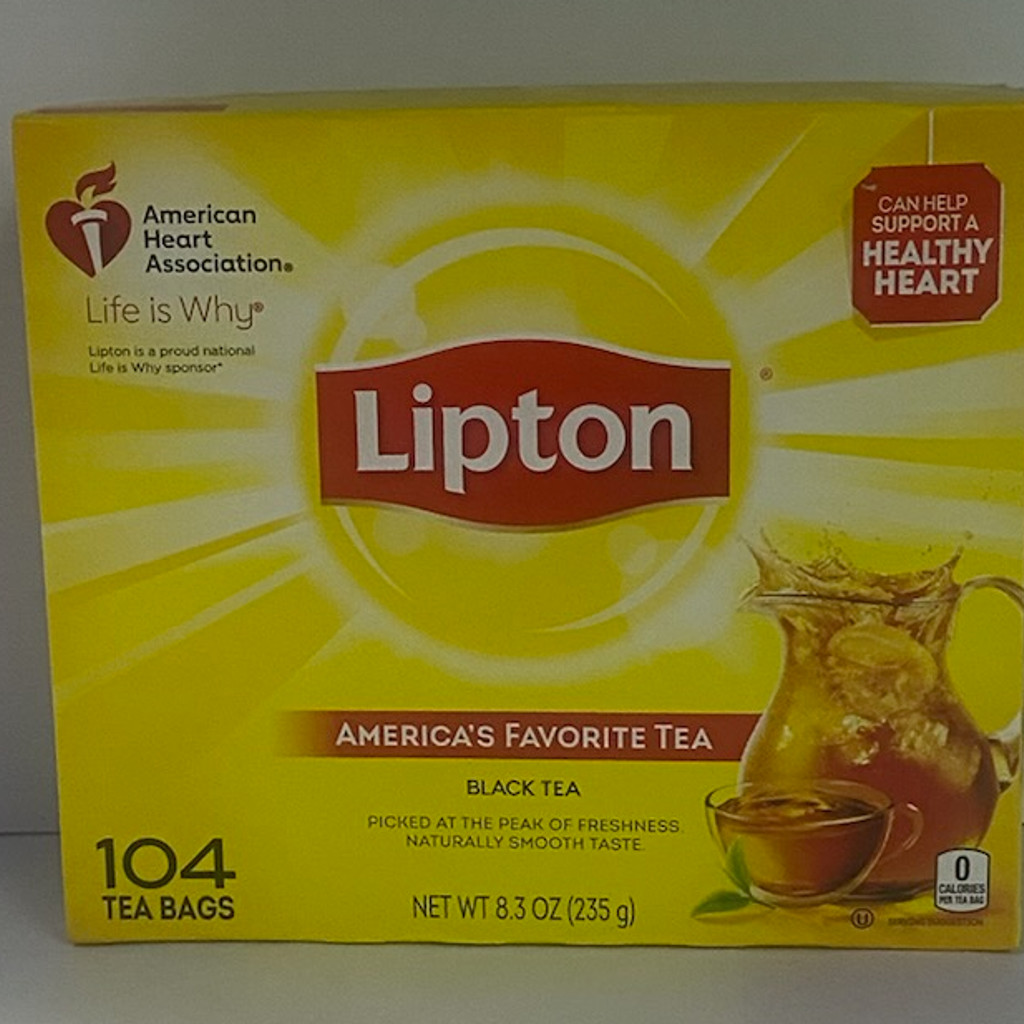 American
Heart
Association®
Life is Why®
Lipton is a proud national
Life is Why sponsor*
CAN HELP
SUPPORT A
HEALTHY
HEART
Lipton®
AMERICA'S FAVORITE TEA
BLACK TEA
PICKED AT THE PEAK OF FRESHNESS.
NATURALLY SMOOTH TASTE.
104
TEA BAGS
NET WT 8.3 OZ (235 g)
0
CALORIES
PER TEA BAG
U
SERVING SUGGESTION